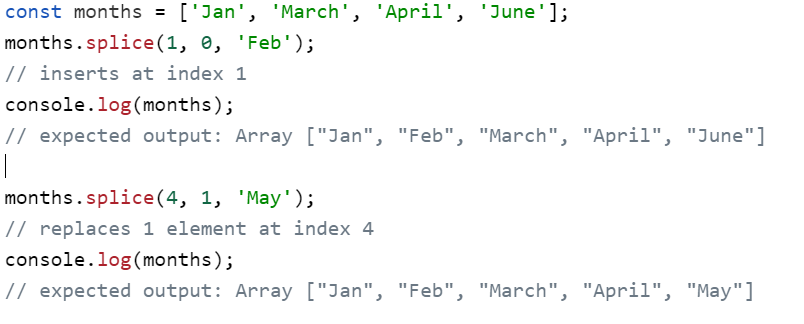 const months = ['Jan', 'March', 'April', 'June'];
months.splice(1, 0, 'Feb');
// inserts at index 1
console.log(months);
// expected output: Array ["Jan", "Feb", "March", "April", "June"]
months.splice(4, 1, 'May');
// replaces 1 element at index 4
console.log(months);
// expected output: Array ["Jan", "Feb", "March", "April", "May"]